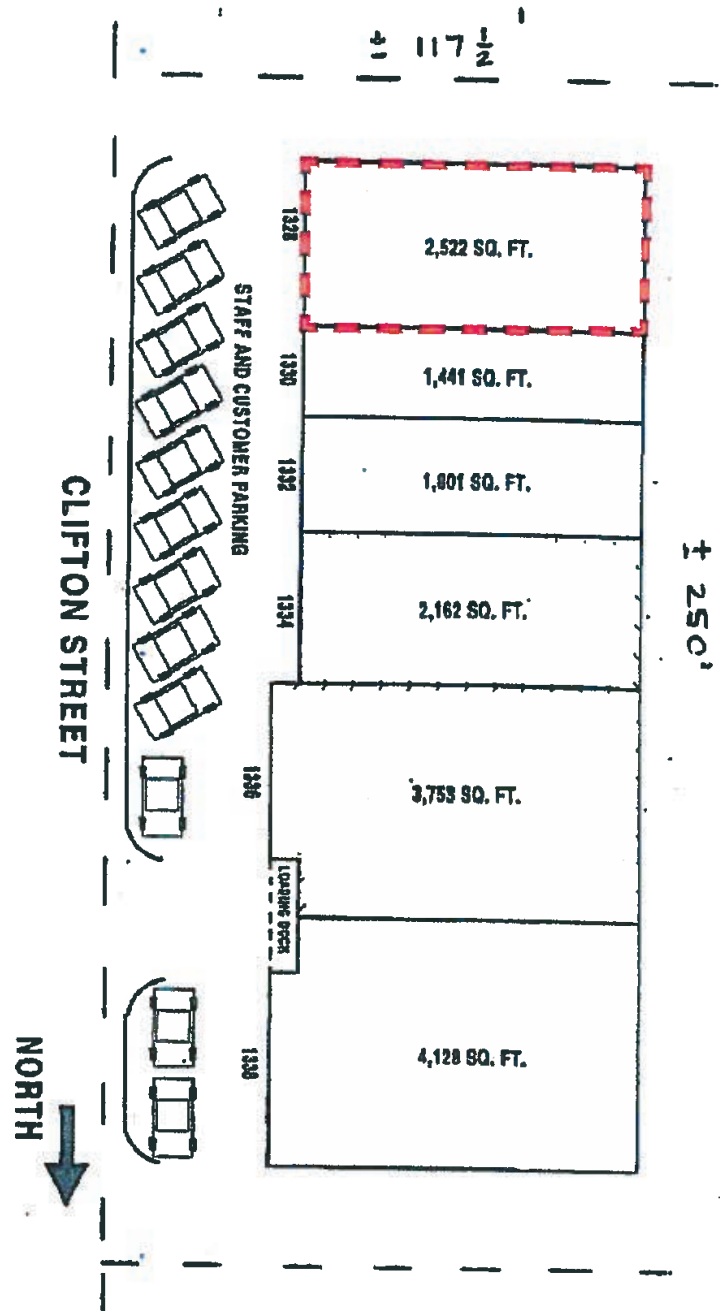 ± 117 1/2
1328
2,522 SQ. FT.
1330
1,441 SQ. FT.
1332
1,801 SQ. FT.
1334
2,162 SQ. FT.
± 250'
STAFF AND CUSTOMER PARKING
CLIFTON STREET
1336
3,753 SQ. FT.
LOADING DOCK
1338
4,128 SQ. FT.
NORTH